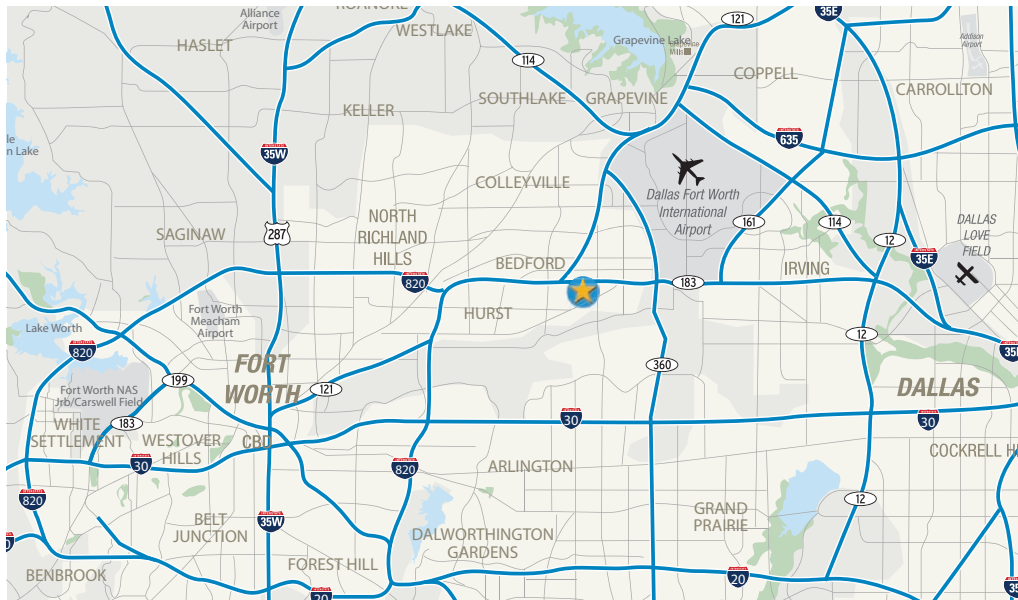 ROANOKE
Alliance
Airport
35E
121
HASLET
WESTLAKE
Grapevine Lake
Grapevine
Mills
Addison
Airport
114
COPPELL
SOUTHLAKE
GRAPEVINE
CARROLLTON
KELLER
635
35W
n Lake
COLLEYVILLE
Dallas Fort Worth
International
Airport
NORTH
RICHLAND
HILLS
161
114
DALLAS
LOVE
FIELD
SAGINAW
287
12
35E
BEDFORD
IRVING
820
183
Fort Worth
Meacham
Airport
HURST
Lake Worth
12
820
35E
FORT
WORTH
360
199
121
DALLAS
Fort Worth NAS
Jrb/Carswell Field
183
30
30
WHITE
SETTLEMENT
WESTOVER
HILLS
CBD
30
COCKRELL HI
820
ARLINGTON
820
12
GRAND
PRAIRIE
BELT
JUNCTION
35W
DALWORTHINGTON
GARDENS
FOREST HILL
BENBROOK
20
20
35